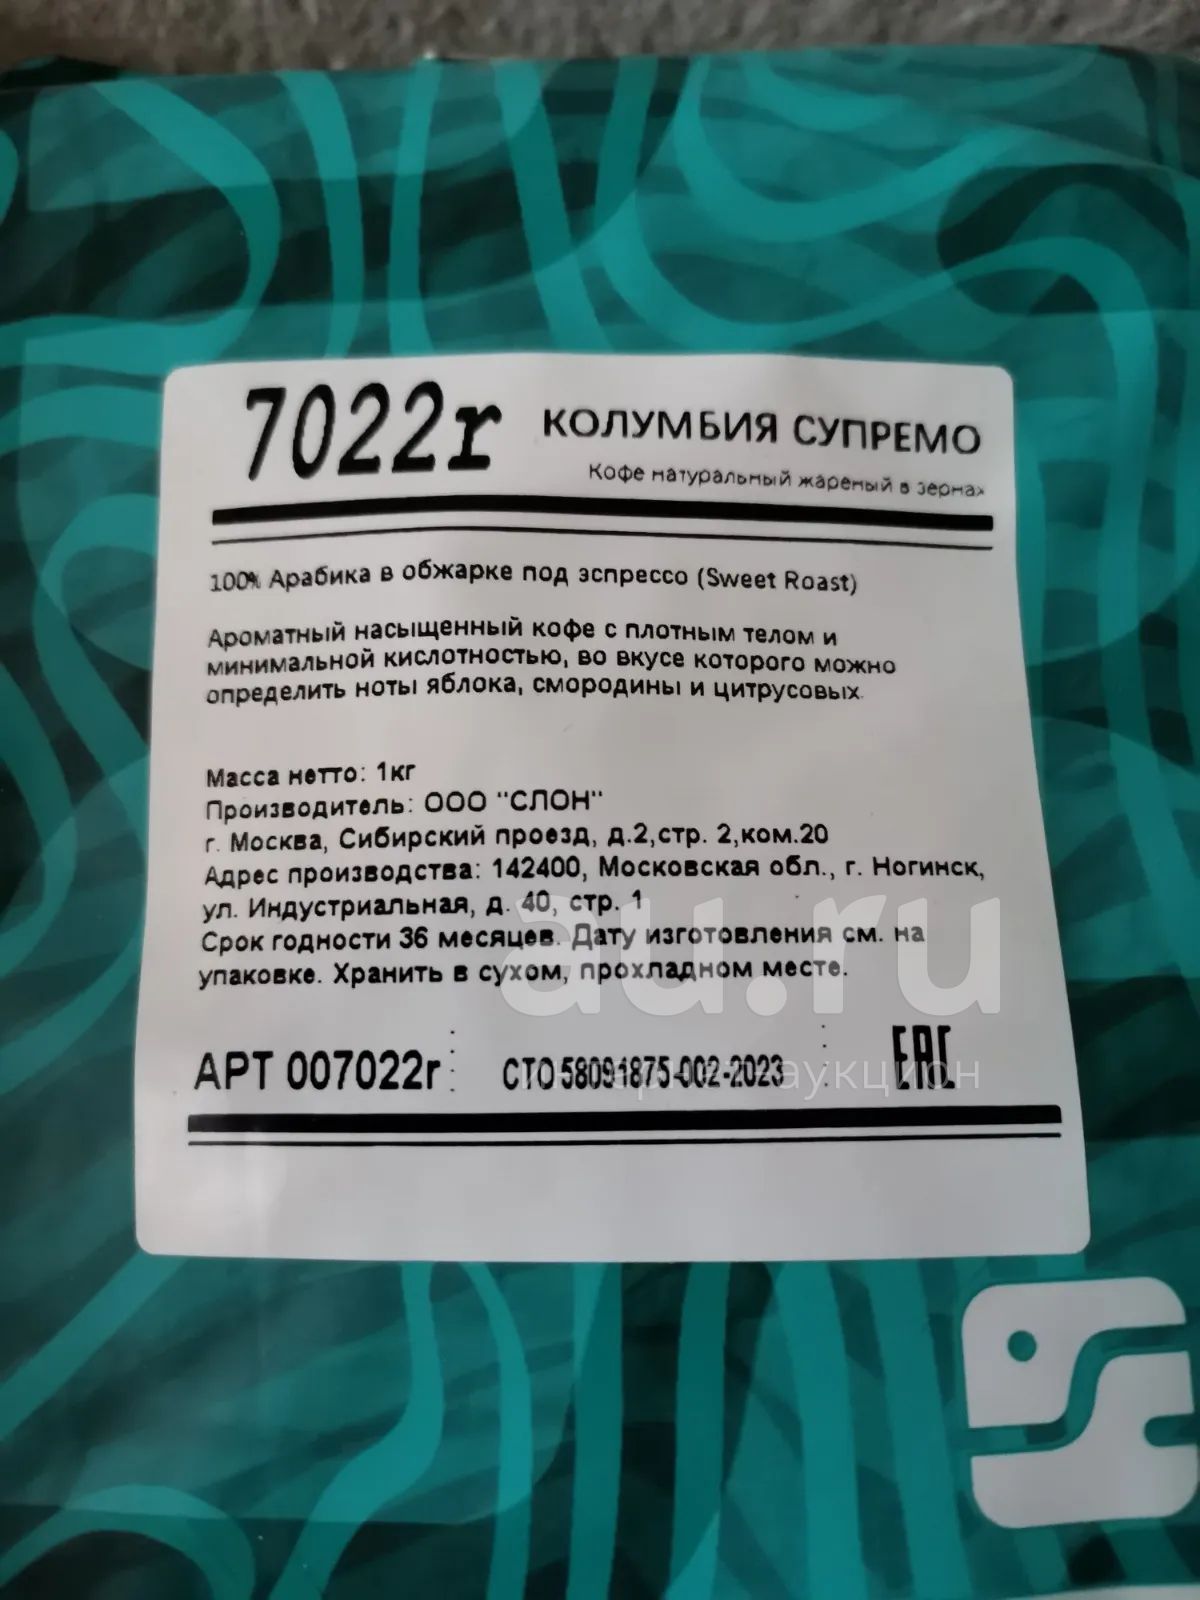 7022r КОЛУМБИЯ СУПРЕМО
Кофе натуральный жареный в зернах
100% Арабика в обжарке под эспрессо (Sweet Roast)
Ароматный насыщенный кофе с плотным телом и
минимальной кислотностью, во вкусе которого можно
определить ноты яблока, смородины и цитрусовых.
Масса нетто: 1кг
Производитель: ООО "СЛОН"
г. Москва, Сибирский проезд, д.2,стр. 2,ком.20
Адрес производства: 142400, Московская обл., г. Ногинск,
ул. Индустриальная, д. 40, стр. 1
Срок годности 36 месяцев. Дату изготовления см. на
упаковке. Хранить в сухом, прохладном месте.
au.ru
АРТ 007022r СТО 58091875-002-2023 EAC
интернет-аукцион